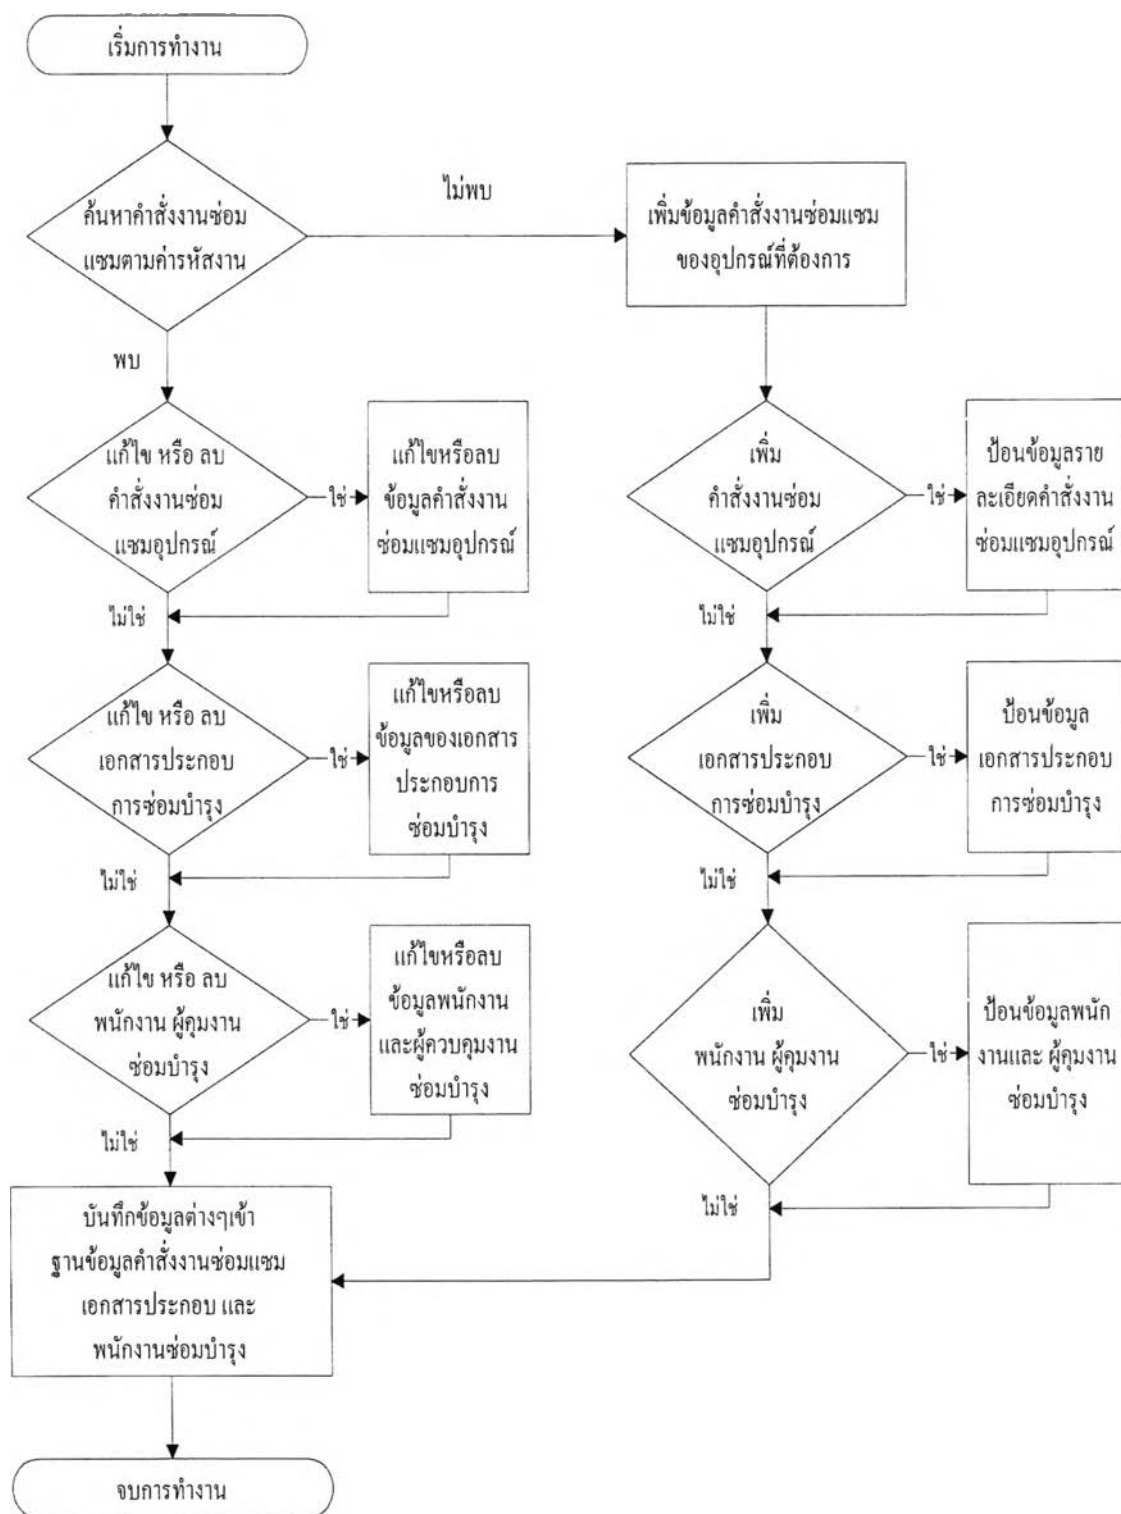 เริ่มการทำงาน
ค้นหาคำสั่งงานซ่อม
แซมตามค่ารหัสงาน
ไม่พบ
เพิ่มข้อมูลคำสั่งงานซ่อมแซม
ของอุปกรณ์ที่ต้องการ
พบ
แก้ไข หรือ ลบ
คำสั่งงานซ่อม
แซมอุปกรณ์
ใช่
แก้ไขหรือลบ
ข้อมูลคำสั่งงาน
ซ่อมแซมอุปกรณ์
เพิ่ม
คำสั่งงานซ่อม
แซมอุปกรณ์
ใช่
ป้อนข้อมูลราย
ละเอียดคำสั่งงาน
ซ่อมแซมอุปกรณ์
ไม่ใช่
ไม่ใช่
แก้ไข หรือ ลบ
เอกสารประกอบ
การซ่อมบำรุง
ใช่
แก้ไขหรือลบ
ข้อมูลของเอกสาร
ประกอบการ
ซ่อมบำรุง
เพิ่ม
เอกสารประกอบ
การซ่อมบำรุง
ใช่
ป้อนข้อมูล
เอกสารประกอบ
การซ่อมบำรุง
ไม่ใช่
ไม่ใช่
แก้ไข หรือ ลบ
พนักงาน ผู้คุมงาน
ซ่อมบำรุง
ใช่
แก้ไขหรือลบ
ข้อมูลพนักงาน
และผู้ควบคุมงาน
ซ่อมบำรุง
เพิ่ม
พนักงาน ผู้คุมงาน
ซ่อมบำรุง
ใช่
ป้อนข้อมูลพนัก
งานและ ผู้คุมงาน
ซ่อมบำรุง
ไม่ใช่
ไม่ใช่
บันทึกข้อมูลต่างๆเข้า
ฐานข้อมูลคำสั่งงานซ่อมแซม
เอกสารประกอบ และ
พนักงานซ่อมบำรุง
จบการทำงาน